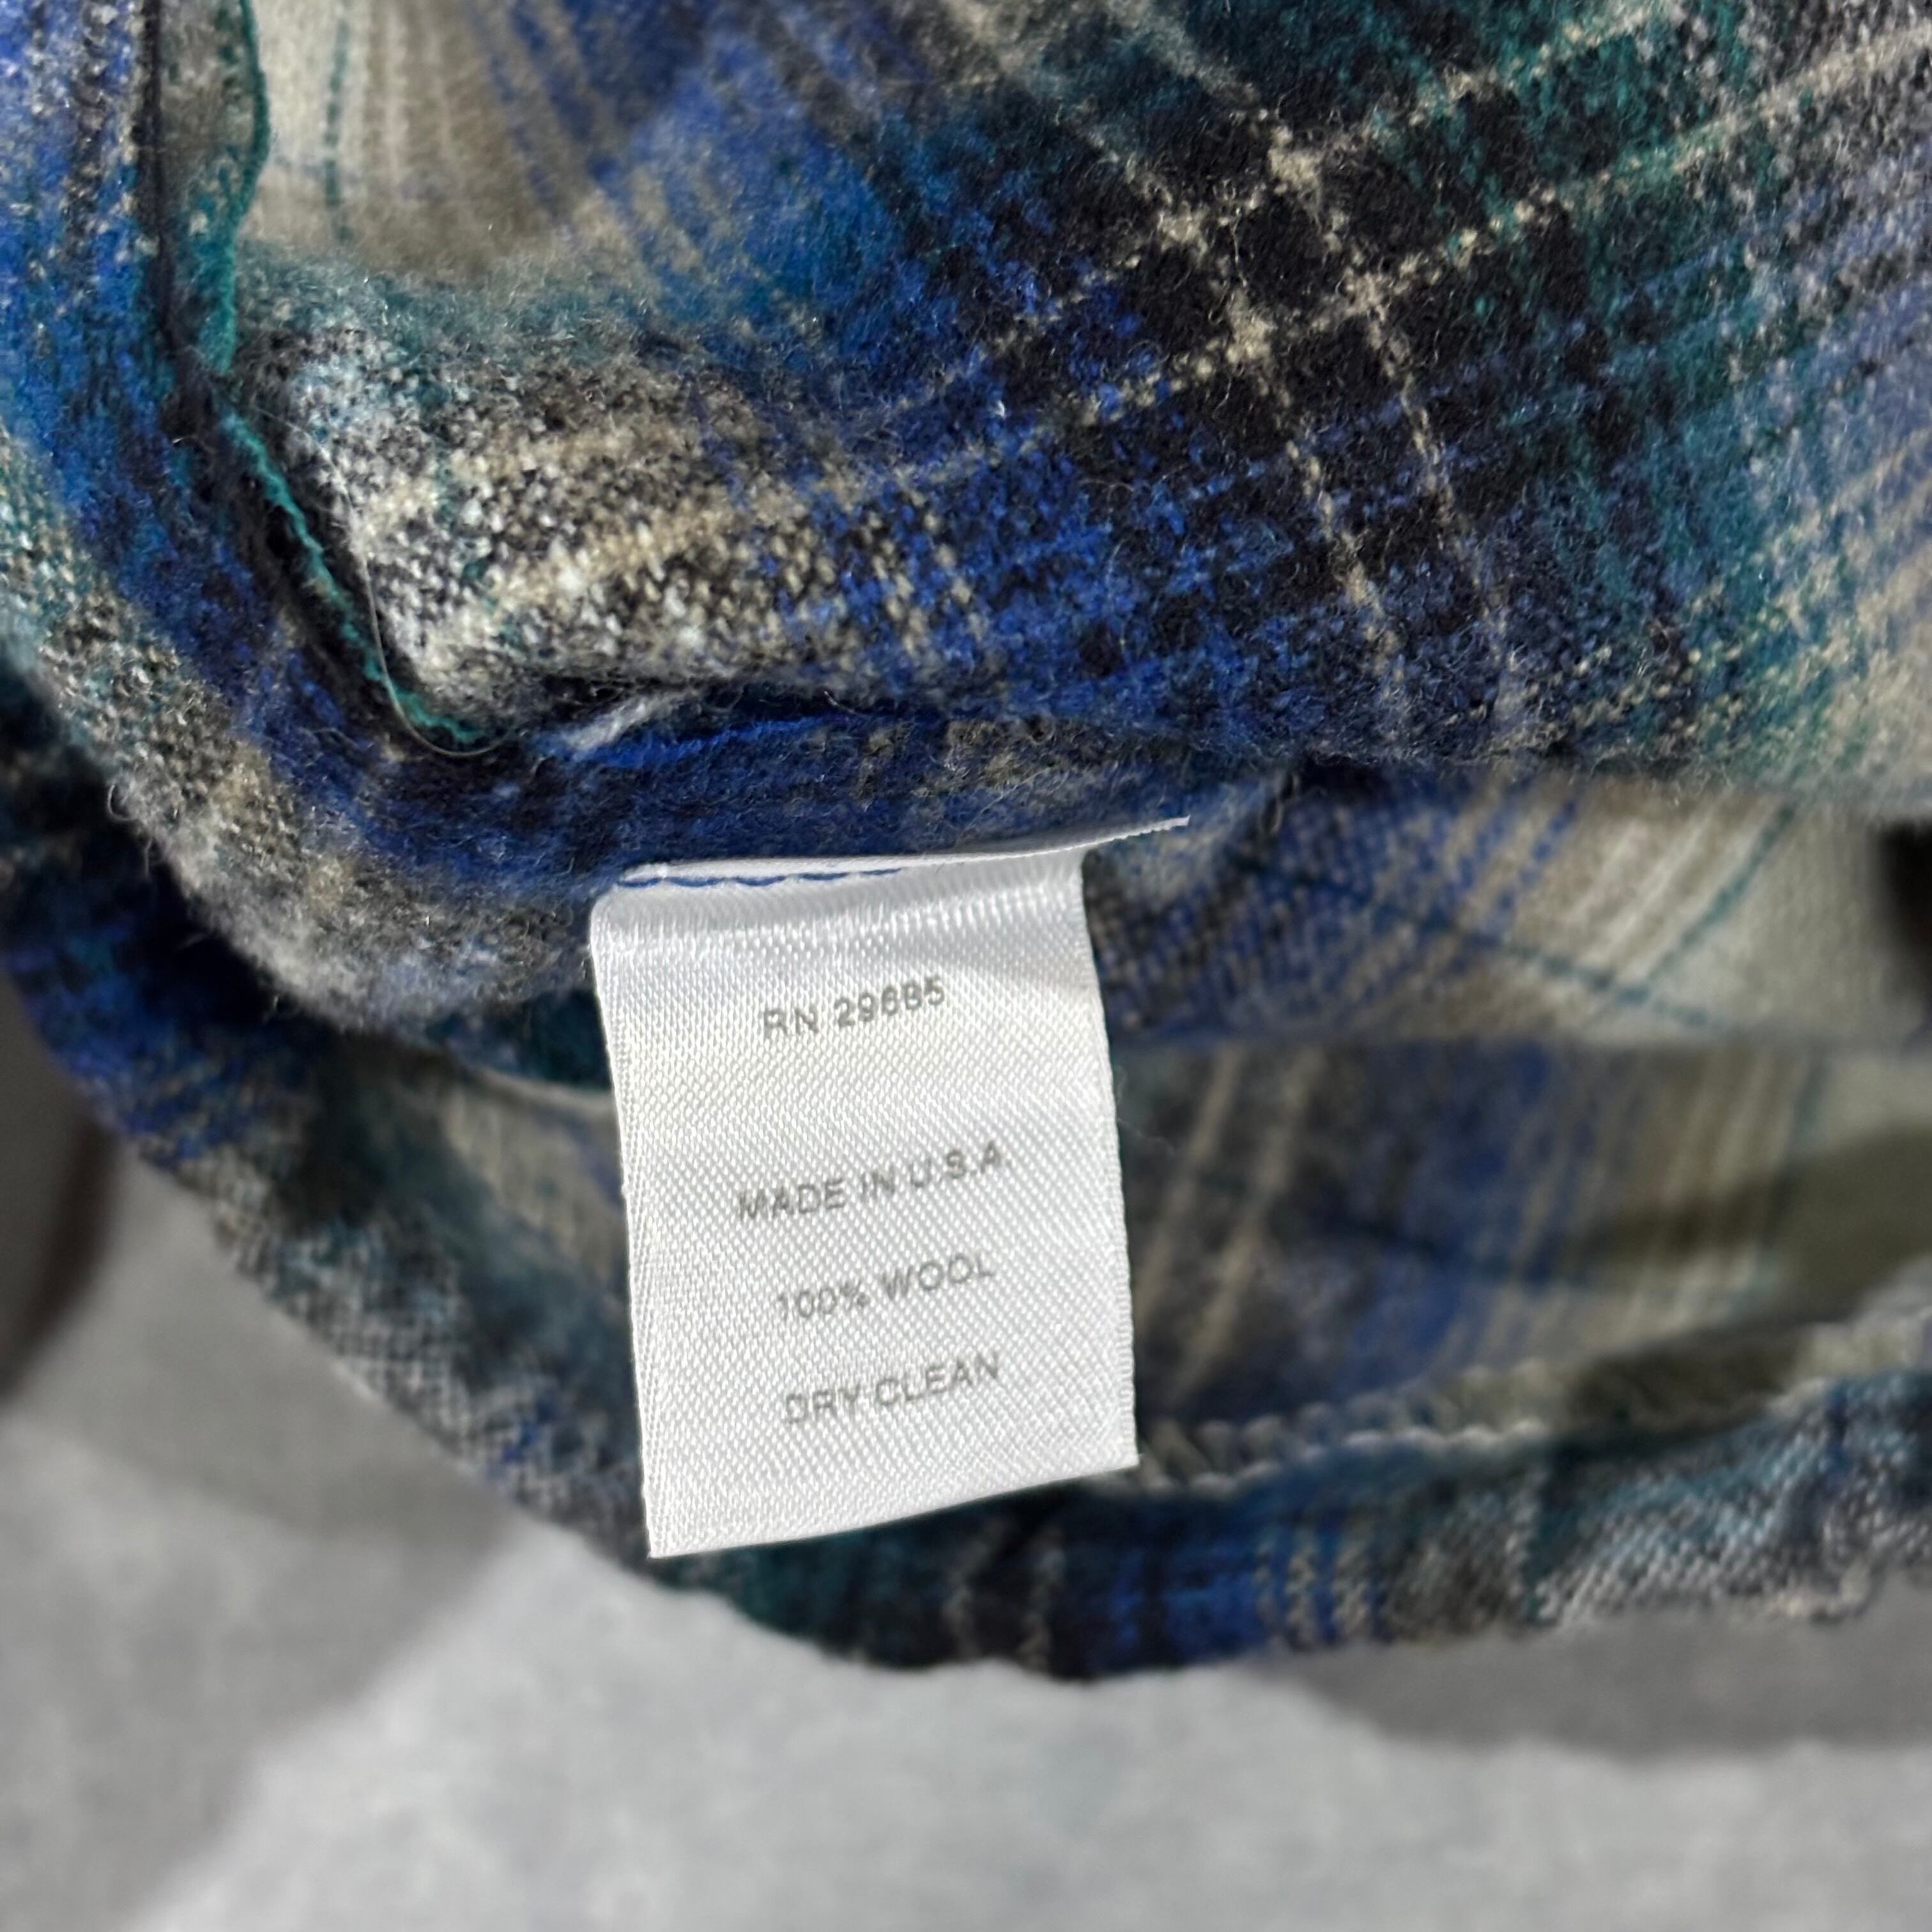 RN 29685
MADE IN U.S.A
100% WOOL
DRY CLEAN